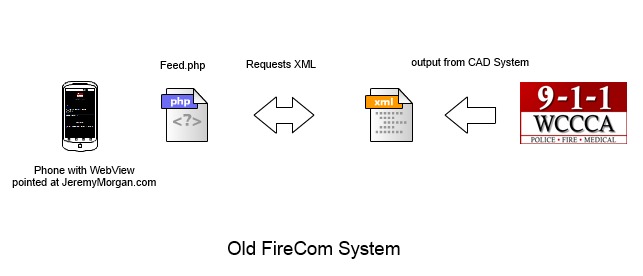 Feed.php
Requests XML
output from CAD System
php
<?>
xml
9-1-1
WCCCA
POLICE • FIRE • MEDICAL
Phone with WebView
pointed at JeremyMorgan.com
Old FireCom System